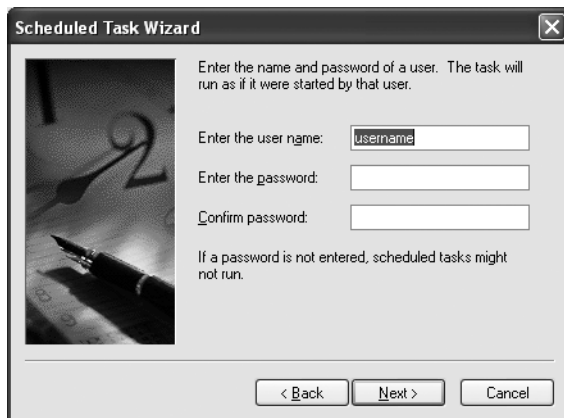 Scheduled Task Wizard
Enter the name and password of a user. The task will
run as if it were started by that user.
Enter the user name:
username
Enter the password:
Confirm password:
If a password is not entered, scheduled tasks might
not run.
< Back
Next >
Cancel